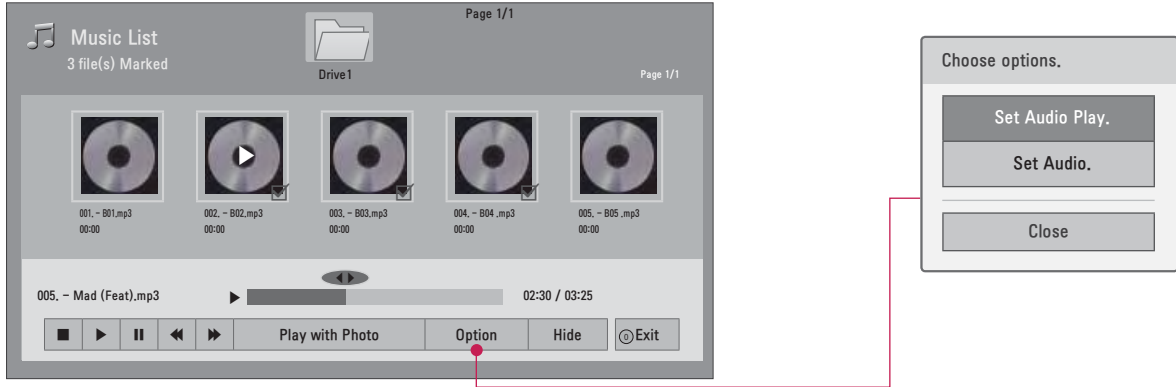 Page 1/1
Music List
3 file(s) Marked
Drive1
Page 1/1
001. - B01.mp3
00:00
002. - B02.mp3
00:00
003. - B03.mp3
00:00
004. - B04 .mp3
00:00
005. - B05 .mp3
00:00
005. - Mad (Feat).mp3
02:30 / 03:25
Play with Photo
Option
Hide
0 Exit
Choose options.
Set Audio Play.
Set Audio.
Close